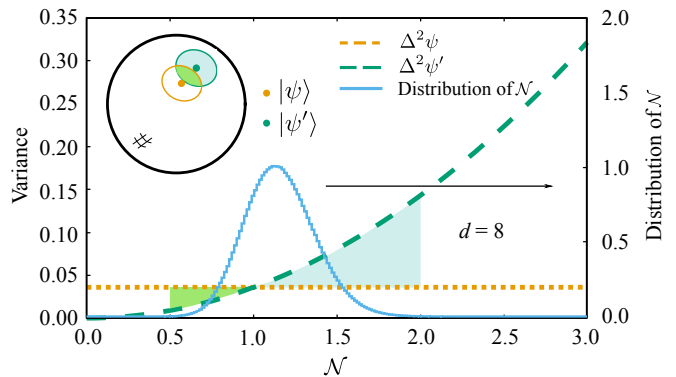 0.35
0.30
0.25
0.20
0.15
0.10
0.05
0.00
Variance
0.0
0.5
1.0
1.5
2.0
2.5
3.0
𝒩
2.0
1.5
1.0
0.5
0.0
Distribution of 𝒩
Δ²ψ
Δ²ψ′
Distribution of 𝒩
|ψ⟩
|ψ′⟩
d = 8